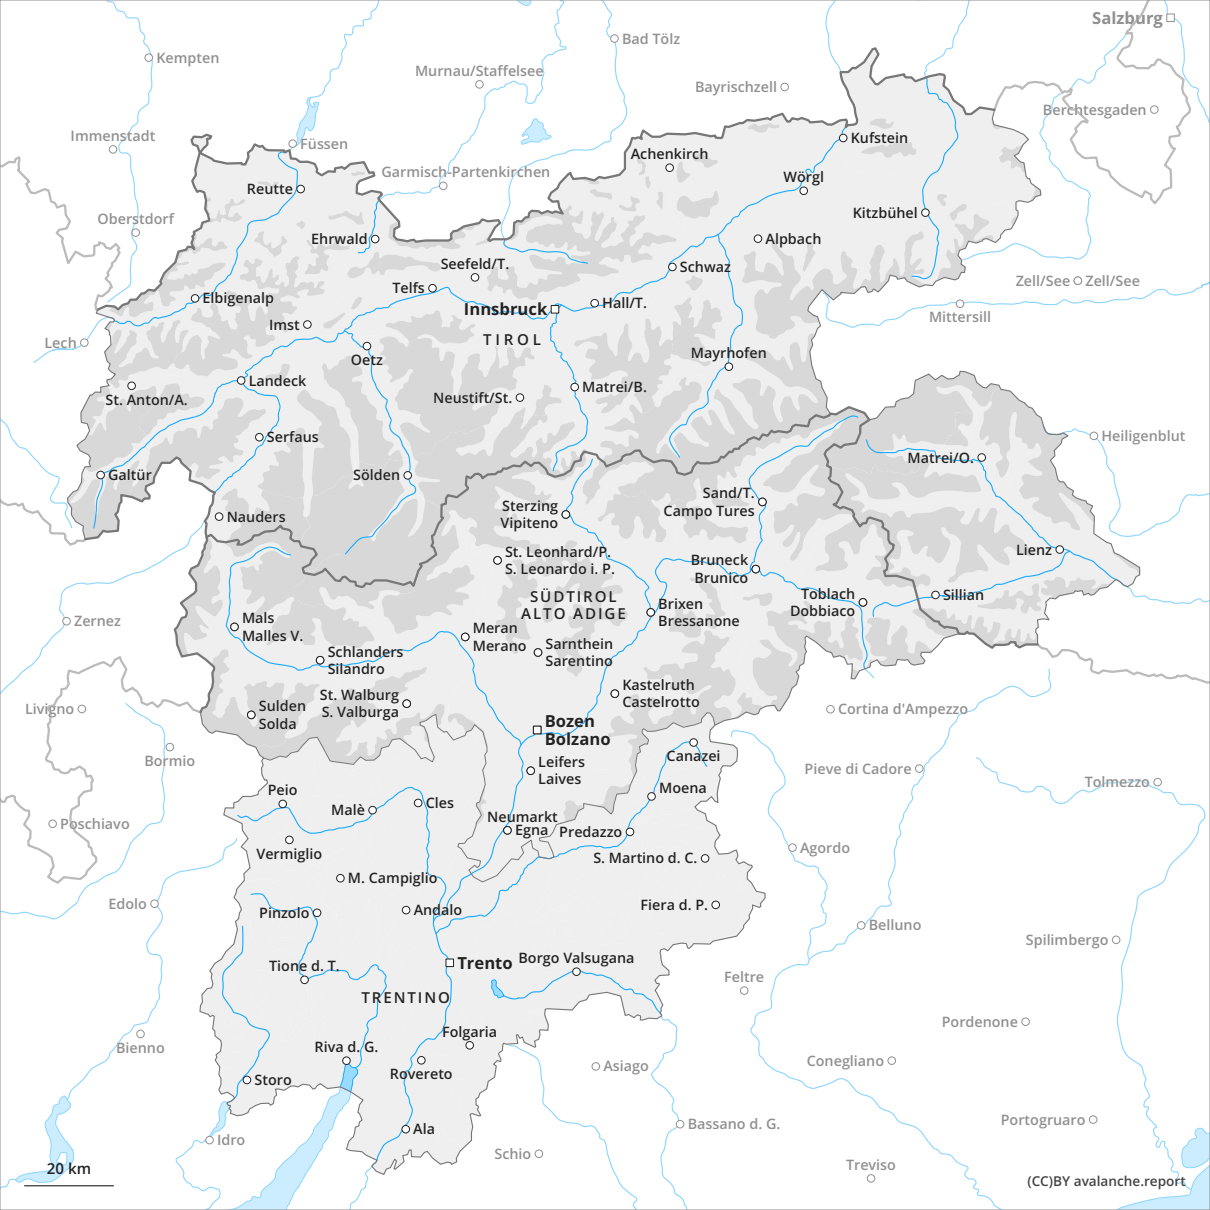 Salzburg
Bad Tölz
Kempten
Murnau/Staffelsee
Bayrischzell
Berchtesgaden
Immenstadt
Füssen
Kufstein
Achenkirch
Garmisch-Partenkirchen
Wörgl
Reutte
Oberstdorf
Kitzbühel
Ehrwald
Alpbach
Seefeld/T.
Schwaz
Zell/See
Zell/See
Telfs
Elbigenalp
Hall/T.
Innsbruck
Mittersill
Imst
TIROL
Lech
Mayrhofen
Oetz
Landeck
Matrei/B.
St. Anton/A.
Neustift/St.
Serfaus
Heiligenblut
Matrei/O.
Galtür
Sölden
Sand/T.
Campo Tures
Sterzing
Vipiteno
Nauders
Lienz
St. Leonhard/P.
S. Leonardo i. P.
Bruneck
Brunico
SÜDTIROL
ALTO ADIGE
Toblach
Dobbiaco
Sillian
Brixen
Bressanone
Zernez
Mals
Malles V.
Meran
Merano
Sarnthein
Sarentino
Schlanders
Silandro
Kastelruth
Castelrotto
St. Walburg
S. Valburga
Sulden
Solda
Livigno
Cortina d'Ampezzo
Bozen
Bolzano
Canazei
Bormio
Leifers
Laives
Pieve di Cadore
Tolmezzo
Peio
Moena
Malè
Cles
Neumarkt
Egna
Predazzo
Poschiavo
Vermiglio
Agordo
S. Martino d. C.
M. Campiglio
Edolo
Pinzolo
Andalo
Fiera d. P.
Belluno
Spilimbergo
Borgo Valsugana
Trento
Tione d. T.
Feltre
TRENTINO
Pordenone
Folgaria
Bienno
Riva d. G.
Conegliano
Asiago
Rovereto
Storo
Portogruaro
Bassano d. G.
Ala
Idro
Schio
Treviso
20 km
(CC)BY avalanche.report